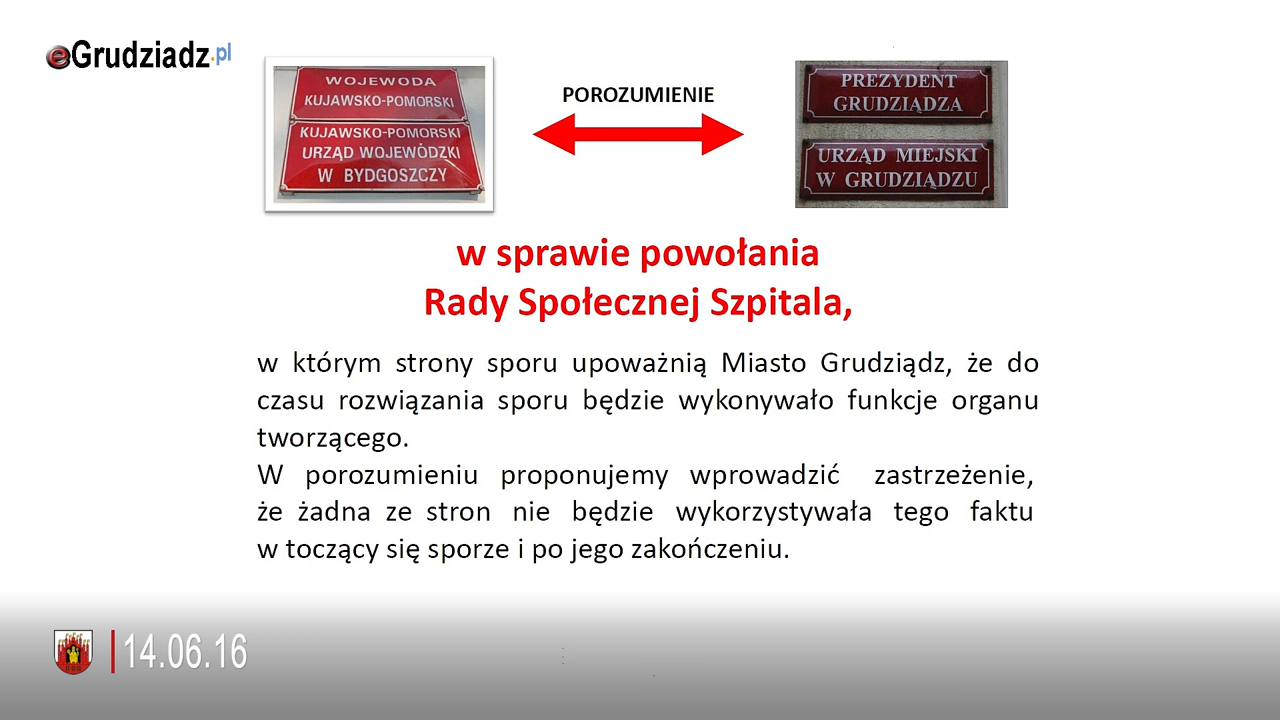 eGrudziadz.pl
WOJEWODA
KUJAWSKO-POMORSKI
KUJAWSKO-POMORSKI
URZĄD WOJEWÓDZKI
W BYDGOSZCZY
POROZUMIENIE
PREZYDENT
GRUDZIĄDZA
URZĄD MIEJSKI
W GRUDZIĄDZU
w sprawie powołania
Rady Społecznej Szpitala,
w którym strony sporu upoważnią Miasto Grudziądz, że do
czasu rozwiązania sporu będzie wykonywało funkcje organu
tworzącego.
W porozumieniu proponujemy wprowadzić zastrzeżenie,
że żadna ze stron nie będzie wykorzystywała tego faktu
w toczący się sporze i po jego zakończeniu.
14.06.16